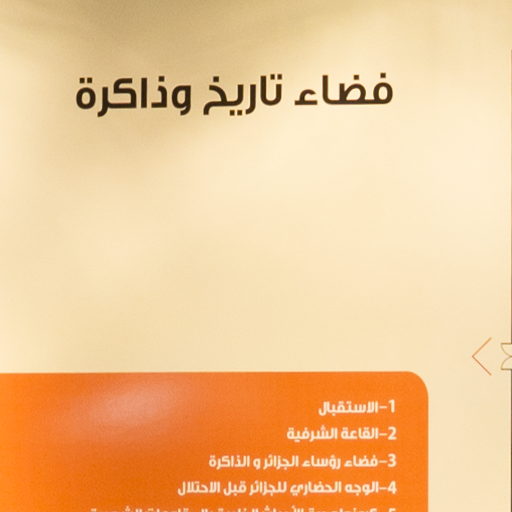 فضاء تاريخ وذاكرة
1-الاستقبال
2-القاعة الشرفية
3-فضاء رؤساء الجزائر و الذاكرة
4-الوجه الحضاري للجزائر قبل الاحتلال